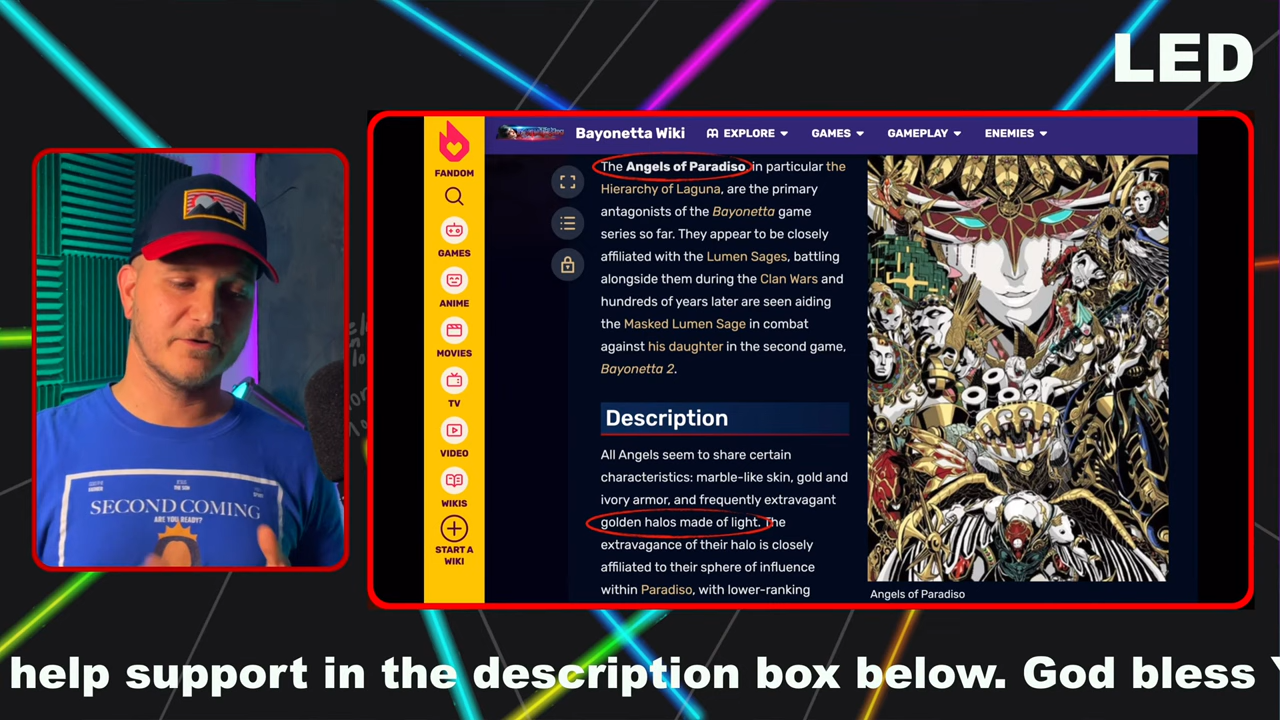 LED
FANDOM
GAMES
ANIME
MOVIES
TV
VIDEO
WIKIS
START A
WIKI
Bayonetta Wiki EXPLORE GAMES GAMEPLAY ENEMIES
The Angels of Paradiso, in particular the
Hierarchy of Laguna, are the primary
antagonists of the Bayonetta game
series so far. They appear to be closely
affiliated with the Lumen Sages, battling
alongside them during the Clan Wars and
hundreds of years later are seen aiding
the Masked Lumen Sage in combat
against his daughter in the second game,
Bayonetta 2.
Description
All Angels seem to share certain
characteristics: marble-like skin, gold and
ivory armor, and frequently extravagant
golden halos made of light. The
extravagance of their halo is closely
affiliated to their sphere of influence
within Paradiso, with lower-ranking
Angels of Paradiso
SECOND COMING
ARE YOU READY?
help support in the description box below. God bless